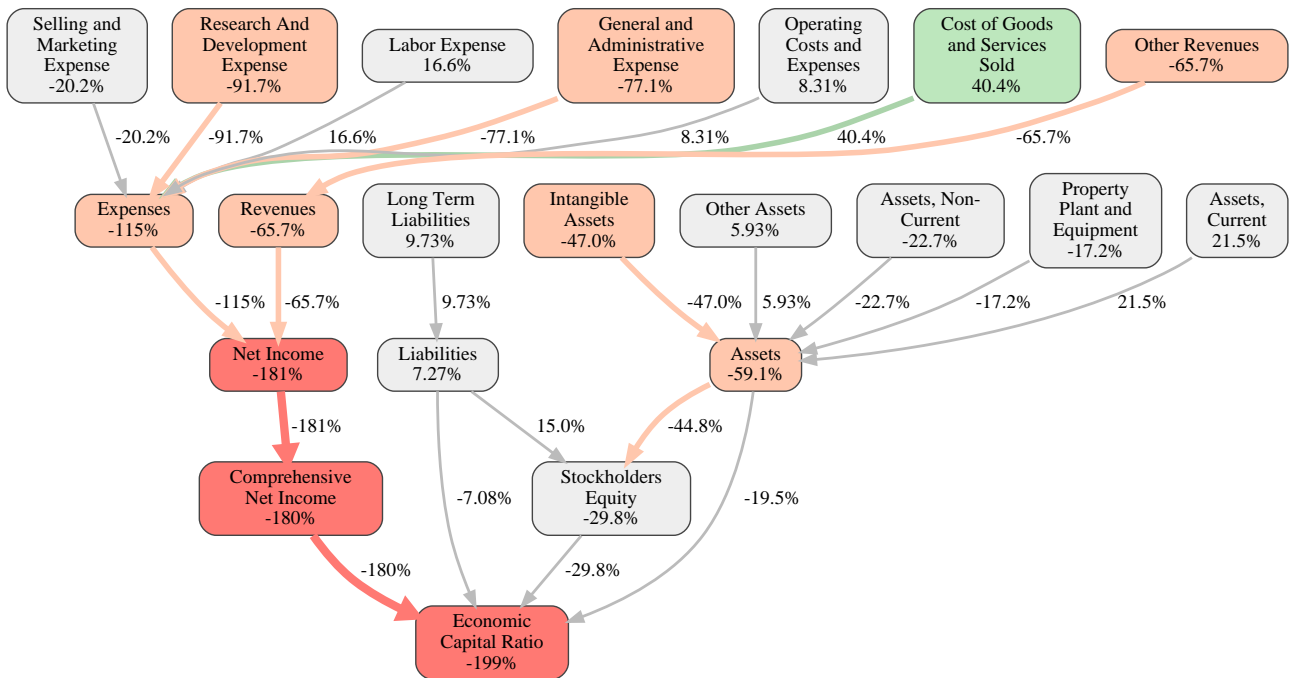 Selling and
Marketing
Expense
-20.2%
Research And
Development
Expense
-91.7%
Labor Expense
16.6%
General and
Administrative
Expense
-77.1%
Operating
Costs and
Expenses
8.31%
Cost of Goods
and Services
Sold
40.4%
Other Revenues
-65.7%
-20.2%
-91.7%
16.6%
-77.1%
8.31%
40.4%
-65.7%
Expenses
-115%
Revenues
-65.7%
Long Term
Liabilities
9.73%
Intangible
Assets
-47.0%
Other Assets
5.93%
Assets, Non-
Current
-22.7%
Property
Plant and
Equipment
-17.2%
Assets,
Current
21.5%
-115%
-65.7%
9.73%
-47.0%
5.93%
-22.7%
-17.2%
21.5%
Net Income
-181%
Liabilities
7.27%
Assets
-59.1%
-181%
15.0%
-44.8%
Comprehensive
Net Income
-180%
-7.08%
Stockholders
Equity
-29.8%
-19.5%
-180%
-29.8%
Economic
Capital Ratio
-199%